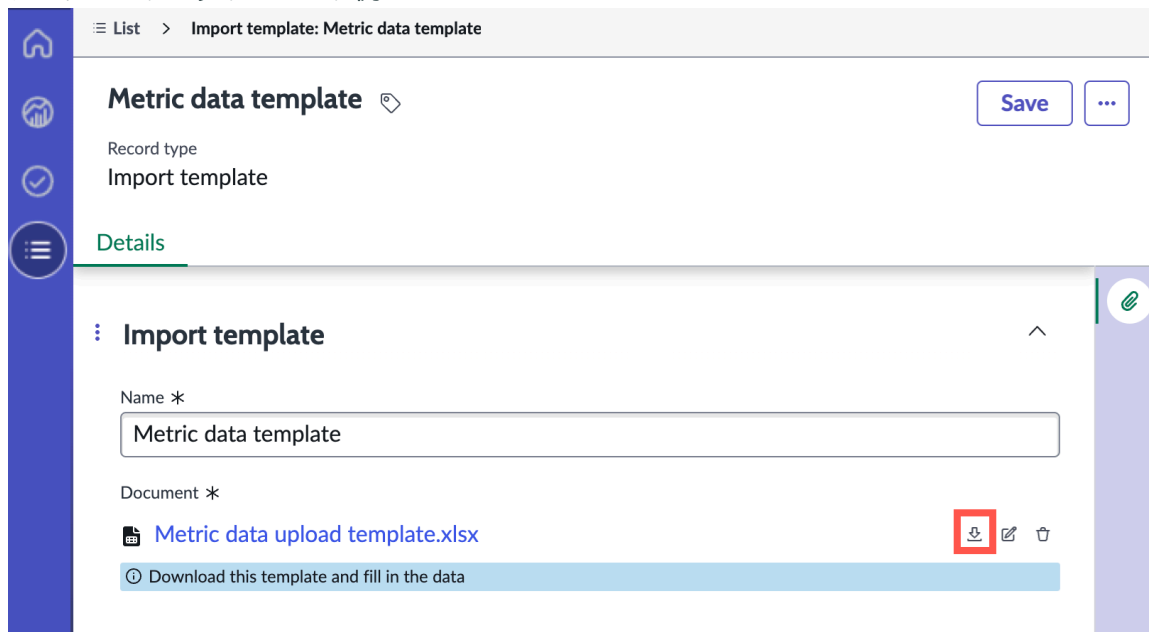 List > Import template: Metric data template
Metric data template
Save
Record type
Import template
Details
Import template
Name *
Metric data template
Document *
Metric data upload template.xlsx
Download this template and fill in the data